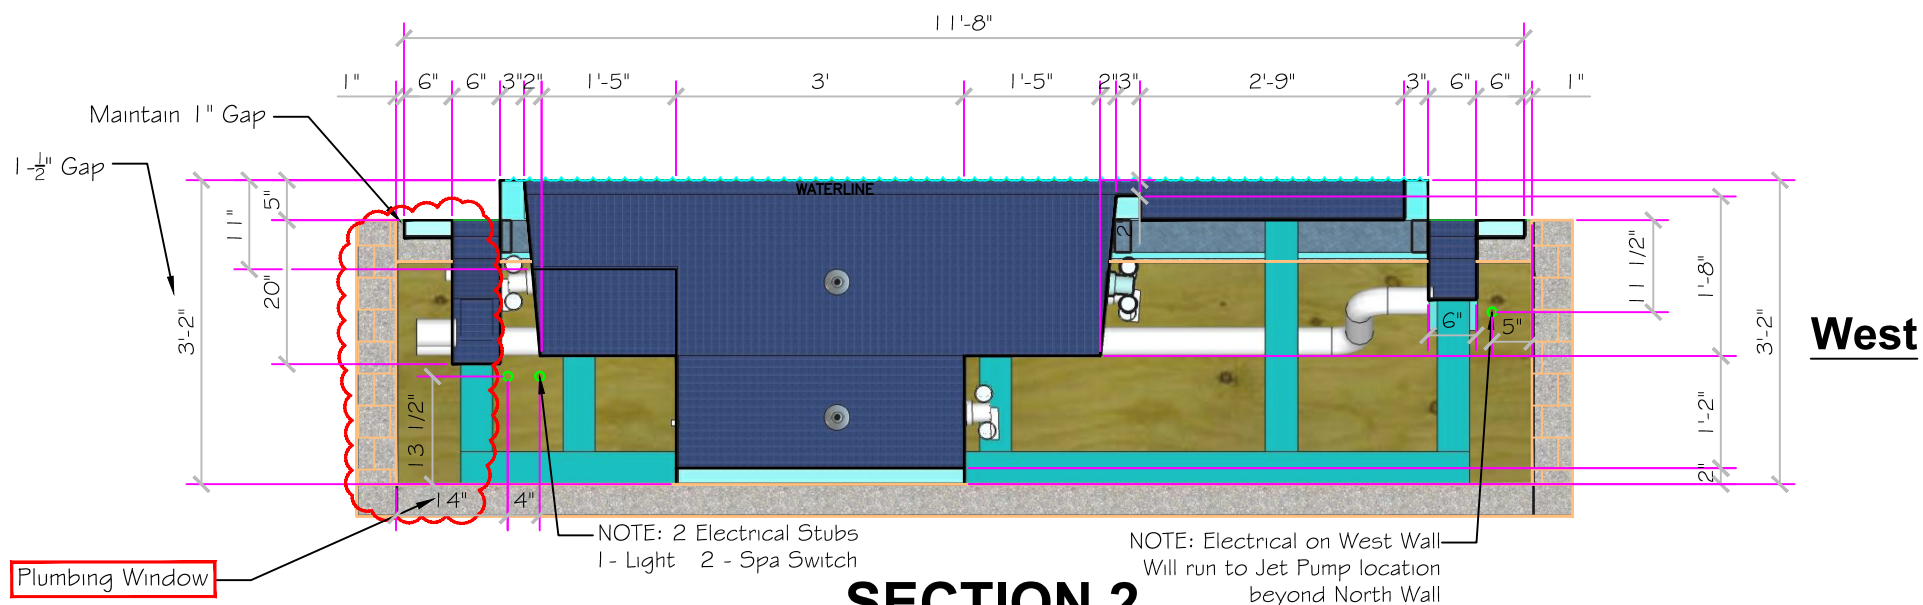 11'-8"
1" 6" 6" 3" 2" 1'-5" 3' 1'-5" 2" 3" 2'-9" 3" 6" 6" 1"
Maintain 1" Gap
1-1/2" Gap
WATERLINE
5"
11"
20"
3'-2"
2
11 1/2"
1'-8"
3'-2"
6" 5"
West
13 1/2"
1'-2"
2"
14" 4"
NOTE: 2 Electrical Stubs
1- Light 2 - Spa Switch
NOTE: Electrical on West Wall
Will run to Jet Pump location
beyond North Wall
Plumbing Window
SECTION 2